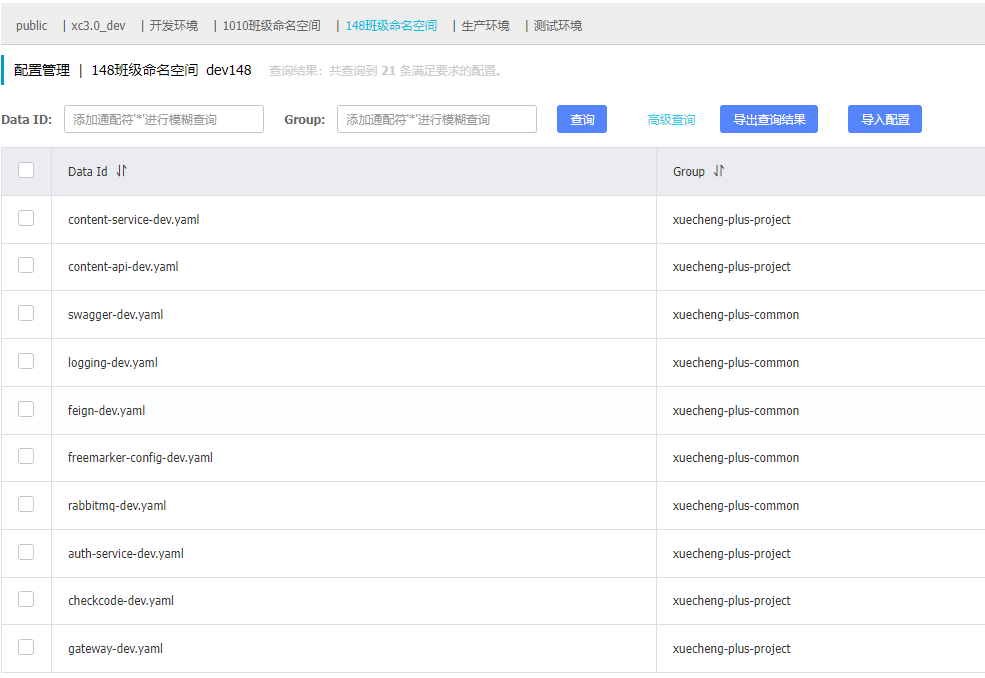 public | xc3.0_dev | 开发环境 | 1010班级命名空间 | 148班级命名空间 | 生产环境 | 测试环境
配置管理 | 148班级命名空间 dev148 查询结果：共查询到 21 条满足要求的配置。
Data ID: 添加通配符'*'进行模糊查询 Group: 添加通配符'*'进行模糊查询 查询 高级查询 导出查询结果 导入配置
Data Id Group
content-service-dev.yaml xuecheng-plus-project
content-api-dev.yaml xuecheng-plus-project
swagger-dev.yaml xuecheng-plus-common
logging-dev.yaml xuecheng-plus-common
feign-dev.yaml xuecheng-plus-common
freemarker-config-dev.yaml xuecheng-plus-common
rabbitmq-dev.yaml xuecheng-plus-common
auth-service-dev.yaml xuecheng-plus-project
checkcode-dev.yaml xuecheng-plus-project
gateway-dev.yaml xuecheng-plus-project